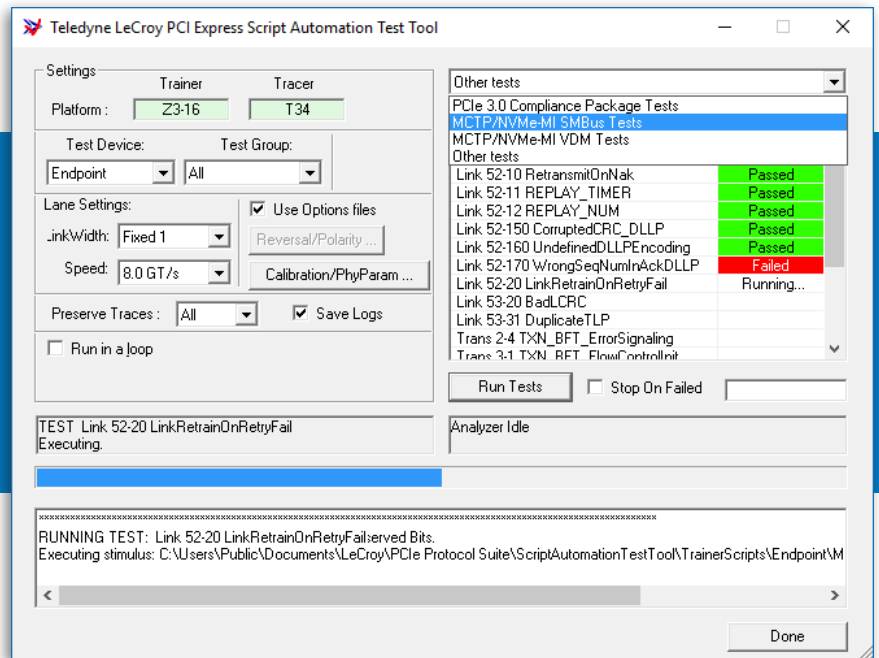 Teledyne LeCroy PCI Express Script Automation Test Tool
Settings
Trainer Tracer
Platform : Z3-16 T34
Test Device: Test Group:
Endpoint All
Lane Settings:
Use Options files
.inkWidth: Fixed 1
Reversal/Polarity ...
Speed: 8.0 GT/s
Calibration/PhyParam ...
Preserve Traces : All Save Logs
Run in a loop
Other tests
PCIe 3.0 Compliance Package Tests
MCTP/NVMe-MI SMBus Tests
MCTP/NVMe-MI VDM Tests
Other tests
Link 52-10 RetransmitOnNak Passed
Link 52-11 REPLAY_TIMER Passed
Link 52-12 REPLAY_NUM Passed
Link 52-150 CorruptedCRC_DLLP Passed
Link 52-160 UndefinedDLLPEncoding Passed
Link 52-170 WrongSeqNumInAckDLLP Failed
Link 52-20 LinkRetrainOnRetryFail Running...
Link 53-20 BadLCRC
Link 53-31 DuplicateTLP
Trans 2-4 TXN_BFT_ErrorSignaling
Trans 3-1 TXN_BFT_FlowControlInit
Run Tests Stop On Failed
TEST Link 52-20 LinkRetrainOnRetryFail
Executing.
Analyzer Idle
RUNNING TEST: Link 52-20 LinkRetrainOnRetryFail:erved Bits.
Executing stimulus: C:\Users\Public\Documents\LeCroy\PCIe Protocol Suite\ScriptAutomationTestTool\TrainerScripts\Endpoint\M
Done